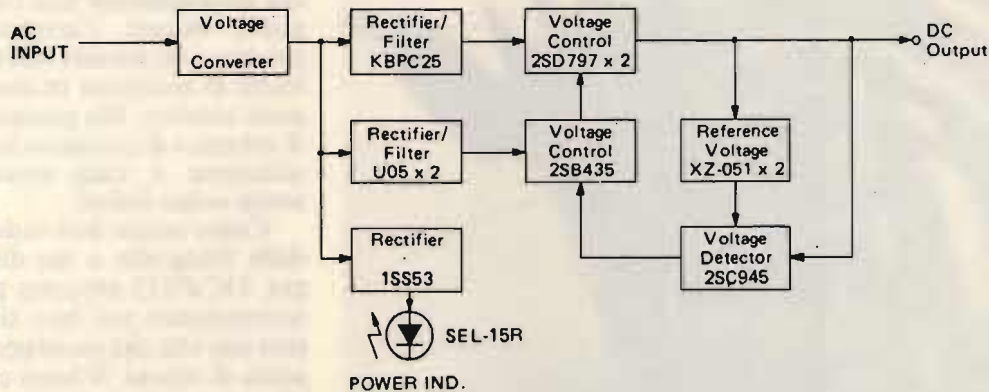 AC
INPUT
Voltage
Converter
Rectifier/
Filter
KBPC25
Voltage
Control
2SD797 x 2
DC
Output
Rectifier/
Filter
U05 x 2
Voltage
Control
2SB435
Reference
Voltage
XZ-051 x 2
Rectifier
1SS53
Voltage
Detector
2SC945
SEL-15R
POWER IND.